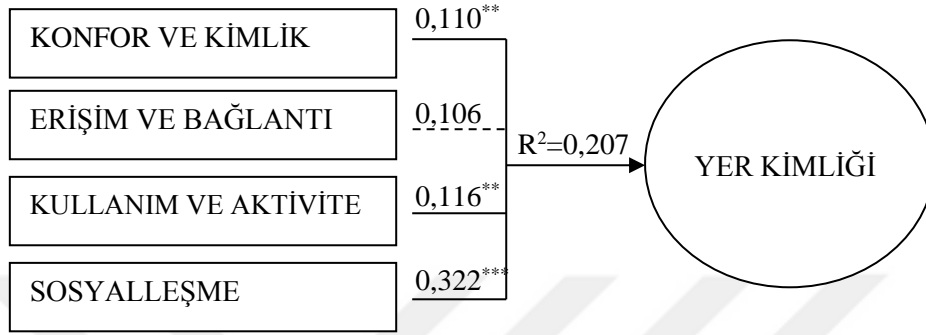 KONFOR VE KİMLİK
0,110**
ERİŞİM VE BAĞLANTI
0,106
R²=0,207
YER KİMLİĞİ
KULLANIM VE AKTİVİTE
0,116**
SOSYALLEŞME
0,322***